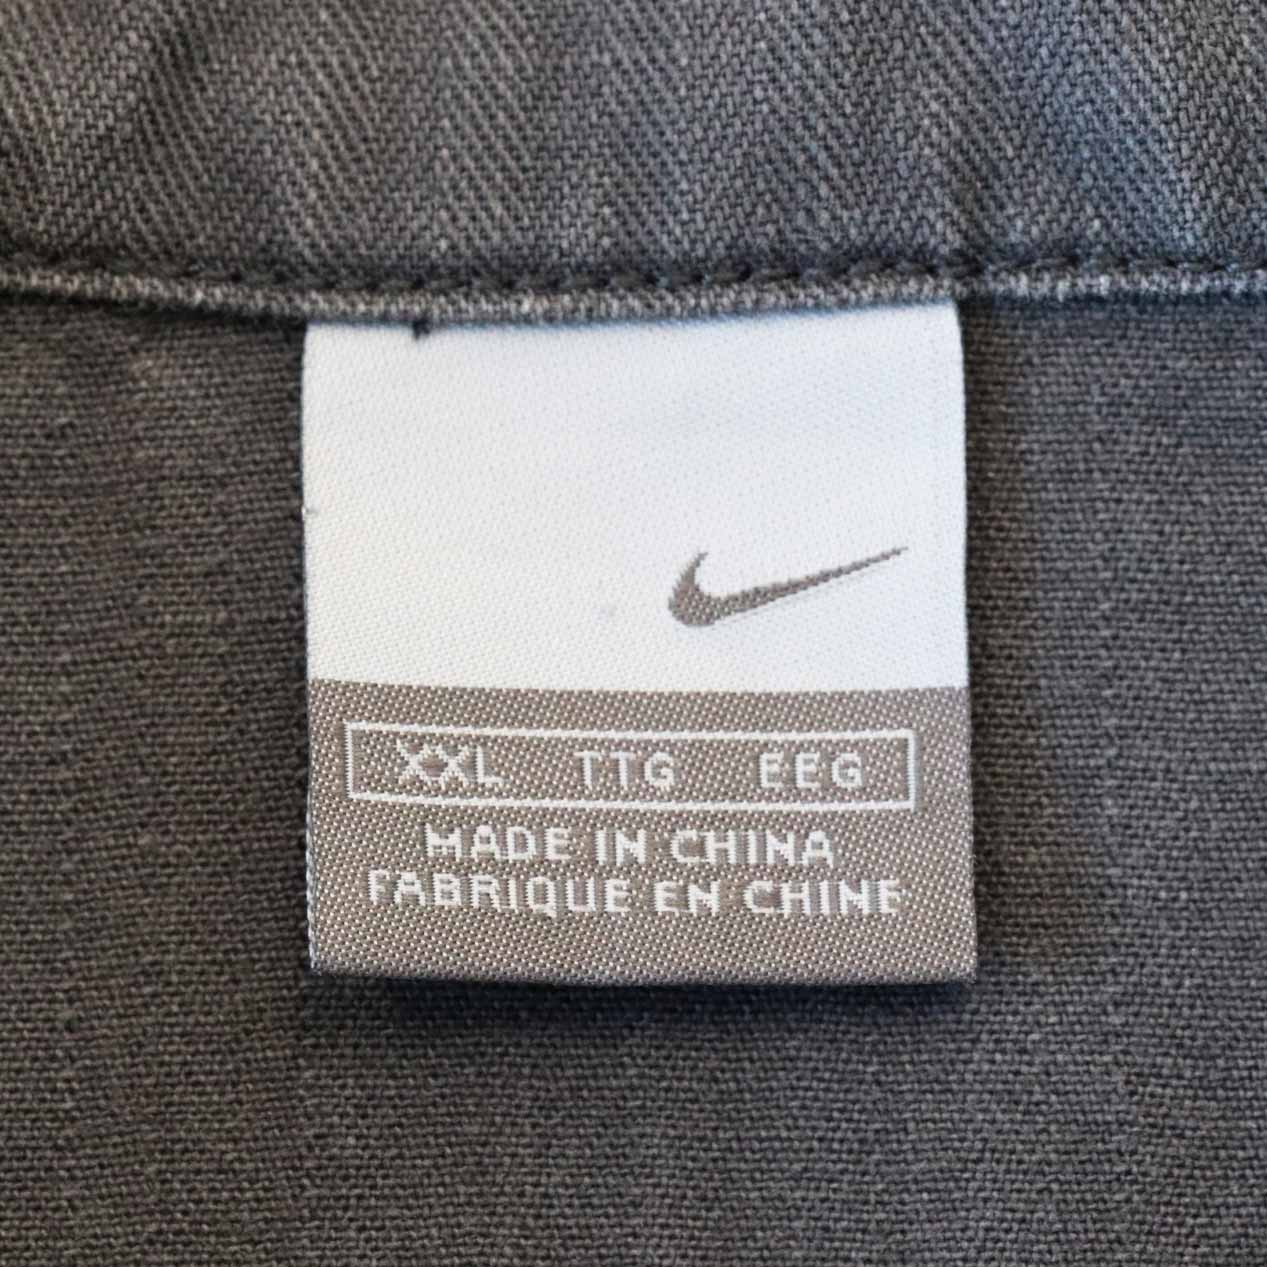 XXL TTG EEG
MADE IN CHINA
FABRIQUE EN CHINE